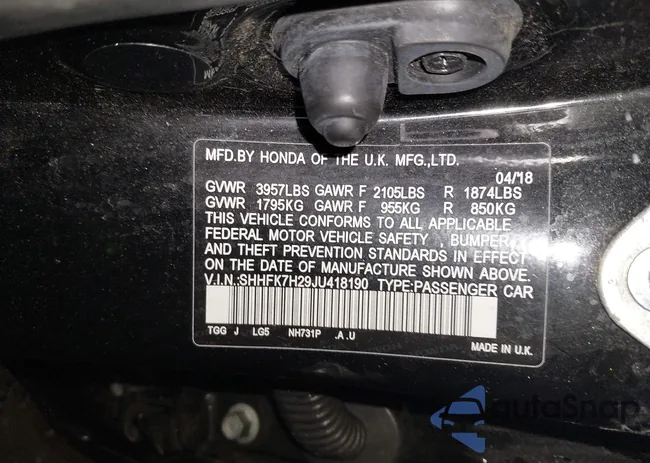 MFD.BY HONDA OF THE U.K. MFG.,LTD.
04/18
GVWR 3957LBS GAWR F 2105LBS R 1874LBS
GVWR 1795KG GAWR F 955KG R 850KG
THIS VEHICLE CONFORMS TO ALL APPLICABLE
FEDERAL MOTOR VEHICLE SAFETY, BUMPER,
AND THEFT PREVENTION STANDARDS IN EFFECT
ON THE DATE OF MANUFACTURE SHOWN ABOVE.
V.I.N.:SHHFK7H29JU418190 TYPE:PASSENGER CAR
TGG J LG5 NH731P .A .U
MADE IN U.K.
autoSnap